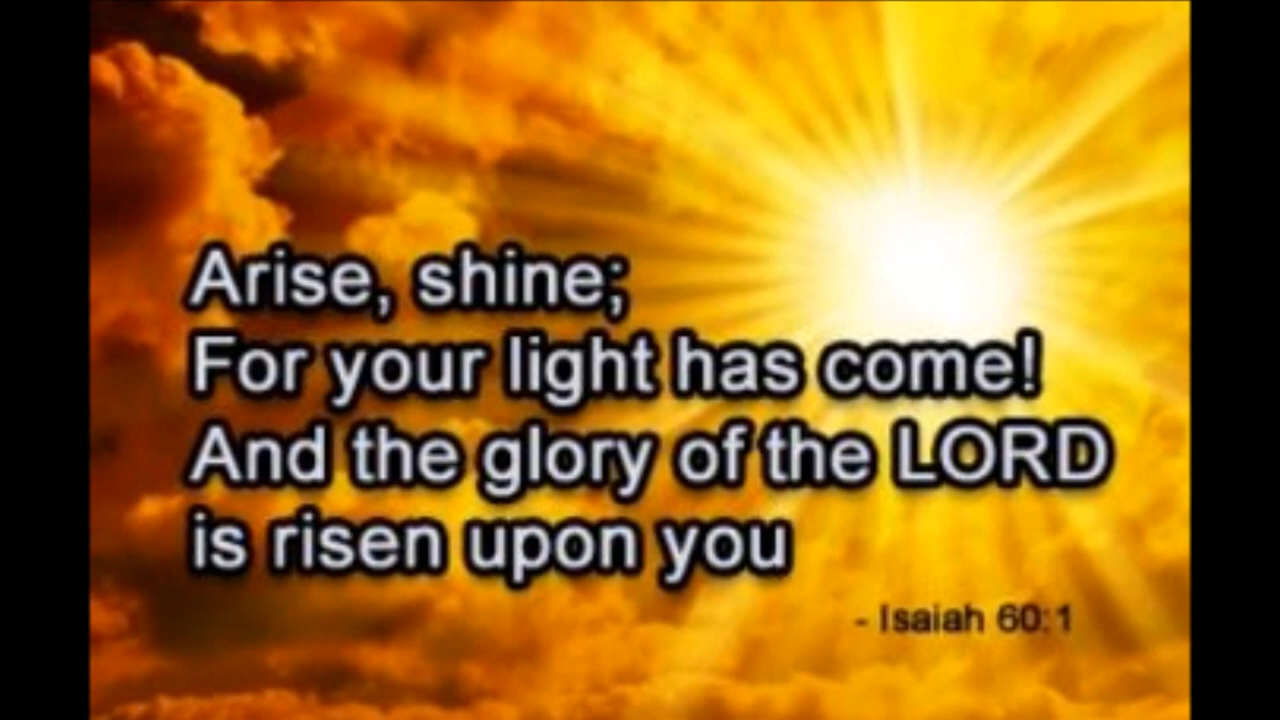 Arise, shine;
For your light has come!
And the glory of the LORD
is risen upon you
- Isaiah 60:1